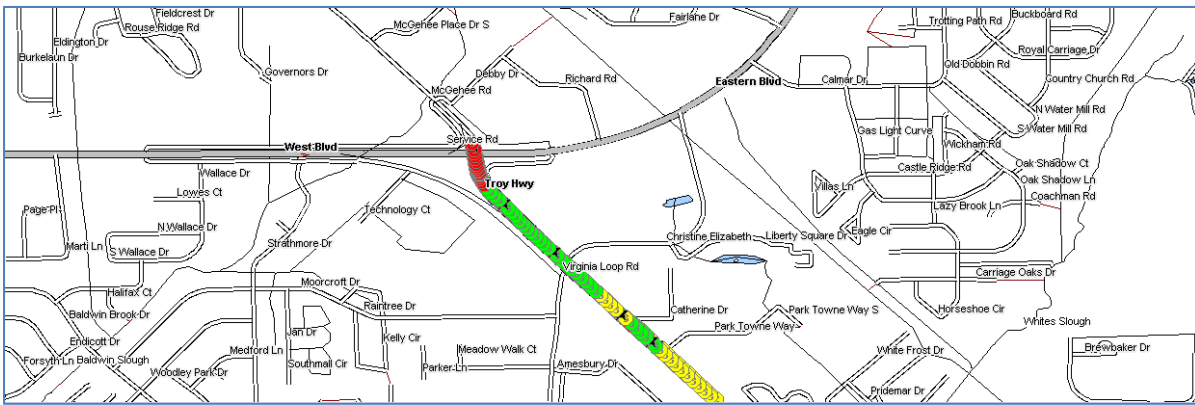 Fieldcrest Dr
Rouse Ridge Rd
Eldington Dr
Burkelaun Dr
Governors Dr
McGehee Place Dr S
Fairlane Dr
Trotting Path Rd
Buckboard Rd
Royal Carriage Dr
Old Dobbin Rd
Country Church Rd
Debby Dr
Richard Rd
Eastern Blvd
Calmar Dr
McGehee Rd
N Water Mill Rd
S Water Mill Rd
Gas Light Curve
Wickham Rd
Service Rd
West Blvd
Wallace Dr
Castle Ridge Rd
Oak Shadow Ct
Oak Shadow Ln
Coachman Rd
Villas Ln
Troy Hwy
Lowes Ct
Page Pl
Technology Ct
Lazy Brook Ln
N Wallace Dr
Eagle Cir
Christine Elizabeth
Liberty Square Dr
Marti Ln
S Wallace Dr
Strathmore Dr
Virginia Loop Rd
Carriage Oaks Dr
Moorcroft Dr
Halifax Ct
Raintree Dr
Baldwin Brook Dr
Catherine Dr
Park Towne Way S
Horseshoe Cir
Whites Slough
Park Towne Way
Jan Dr
Kelly Cir
Endicott Dr
Medford Ln
Meadow Walk Ct
White Frost Dr
Brewbaker Dr
Forsyth Ln
Baldwin Slough
Southmall Cir
Parker Ln
Amesbury Dr
Woodley Park Dr
Pridemar Dr